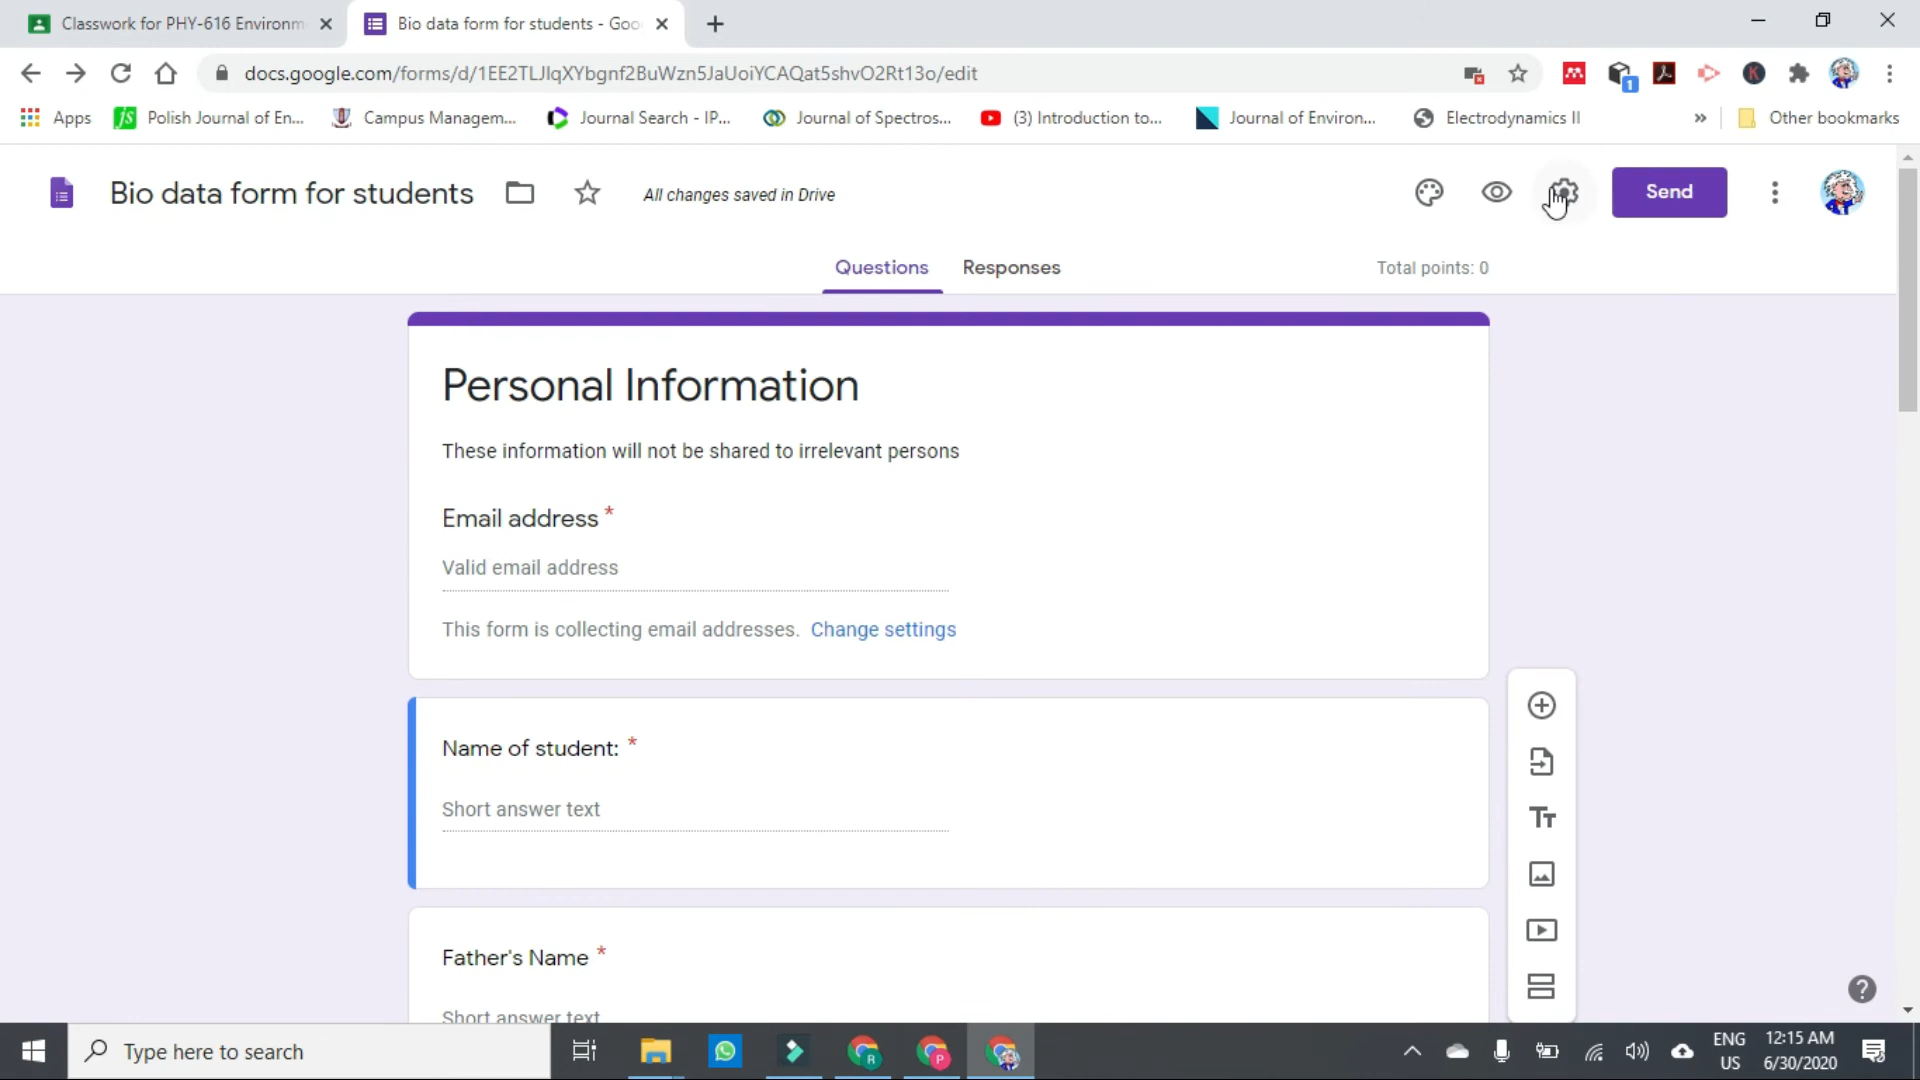 Classwork for PHY-616 Environm
Bio data form for students - Goo
docs.google.com/forms/d/1EE2TLJIqXYbgnf2BuWzn5JaUoiYCAQat5shvO2Rt13o/edit
Apps
Polish Journal of En...
Campus Managem...
Journal Search - IP...
Journal of Spectros...
(3) Introduction to...
Journal of Environ...
Electrodynamics II
»
Other bookmarks
Bio data form for students
All changes saved in Drive
Send
Questions
Responses
Total points: 0
Personal Information
These information will not be shared to irrelevant persons
Email address *
Valid email address
This form is collecting email addresses. Change settings
Name of student: *
Short answer text
Father's Name *
Short answer text
Type here to search
ENG
US
12:15 AM
6/30/2020